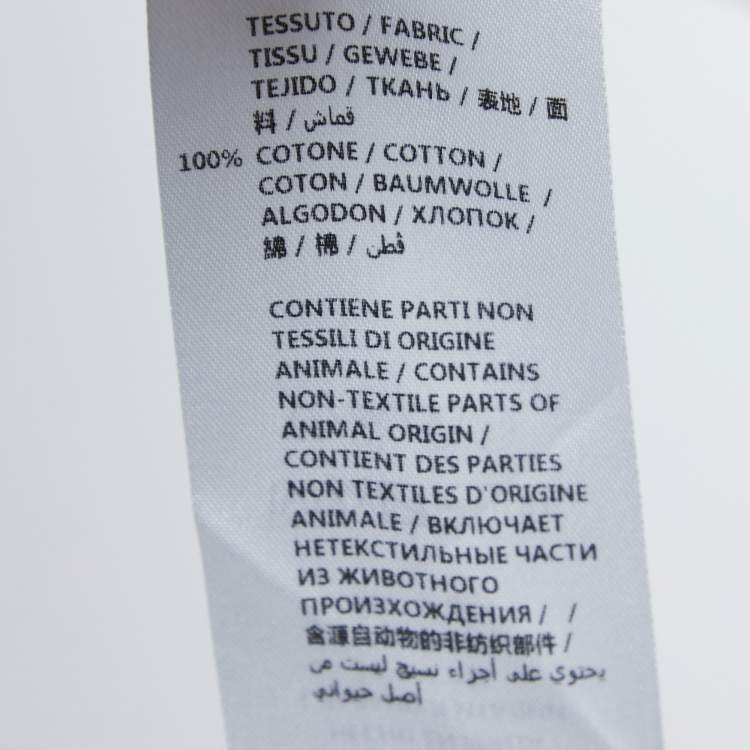 TESSUTO / FABRIC /
TISSU / GEWEBE /
TEJIDO / ТКАНЬ / 表地 / 面
料 / قماش
100% COTONE / COTTON /
COTON / BAUMWOLLE /
ALGODON / ХЛОПОК /
綿 / 棉 / قطن
CONTIENE PARTI NON
TESSILI DI ORIGINE
ANIMALE / CONTAINS
NON-TEXTILE PARTS OF
ANIMAL ORIGIN /
CONTIENT DES PARTIES
NON TEXTILES D'ORIGINE
ANIMALE / ВКЛЮЧАЕТ
НЕТЕКСТИЛЬНЫЕ ЧАСТИ
ИЗ ЖИВОТНОГО
ПРОИЗХОЖДЕНИЯ / /
含源自动物的非纺织部件 /
يحتوي على أجزاء نسيج ليست من
أصل حيواني